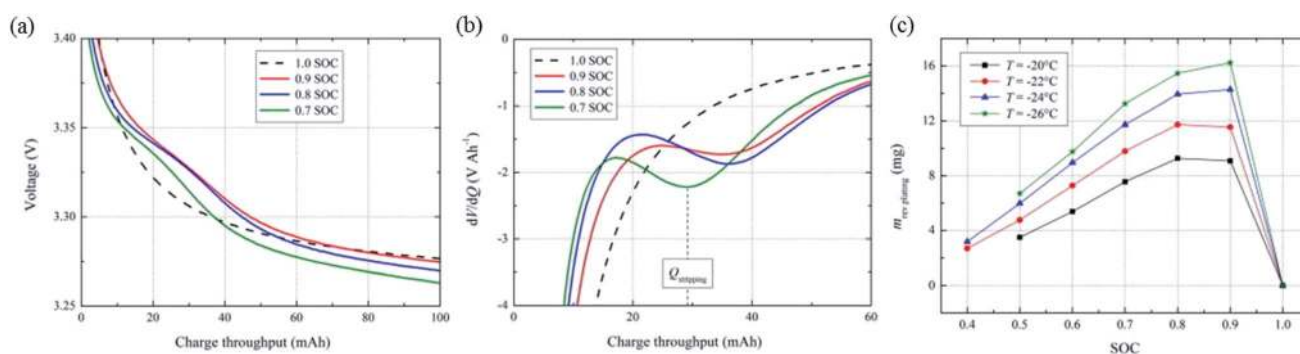 (a)
3.40
3.35
3.30
3.25
Voltage (V)
0
20
40
60
80
100
Charge throughput (mAh)
1.0 SOC
0.9 SOC
0.8 SOC
0.7 SOC
(b)
0
-1
-2
-3
-4
dV/dQ (V Ah⁻¹)
0
10
20
30
40
50
60
Charge throughput (mAh)
1.0 SOC
0.9 SOC
0.8 SOC
0.7 SOC
Qstripping
(c)
16
12
8
4
0
mrev plating (mg)
0.4
0.5
0.6
0.7
0.8
0.9
1.0
SOC
T = -20°C
T = -22°C
T = -24°C
T = -26°C